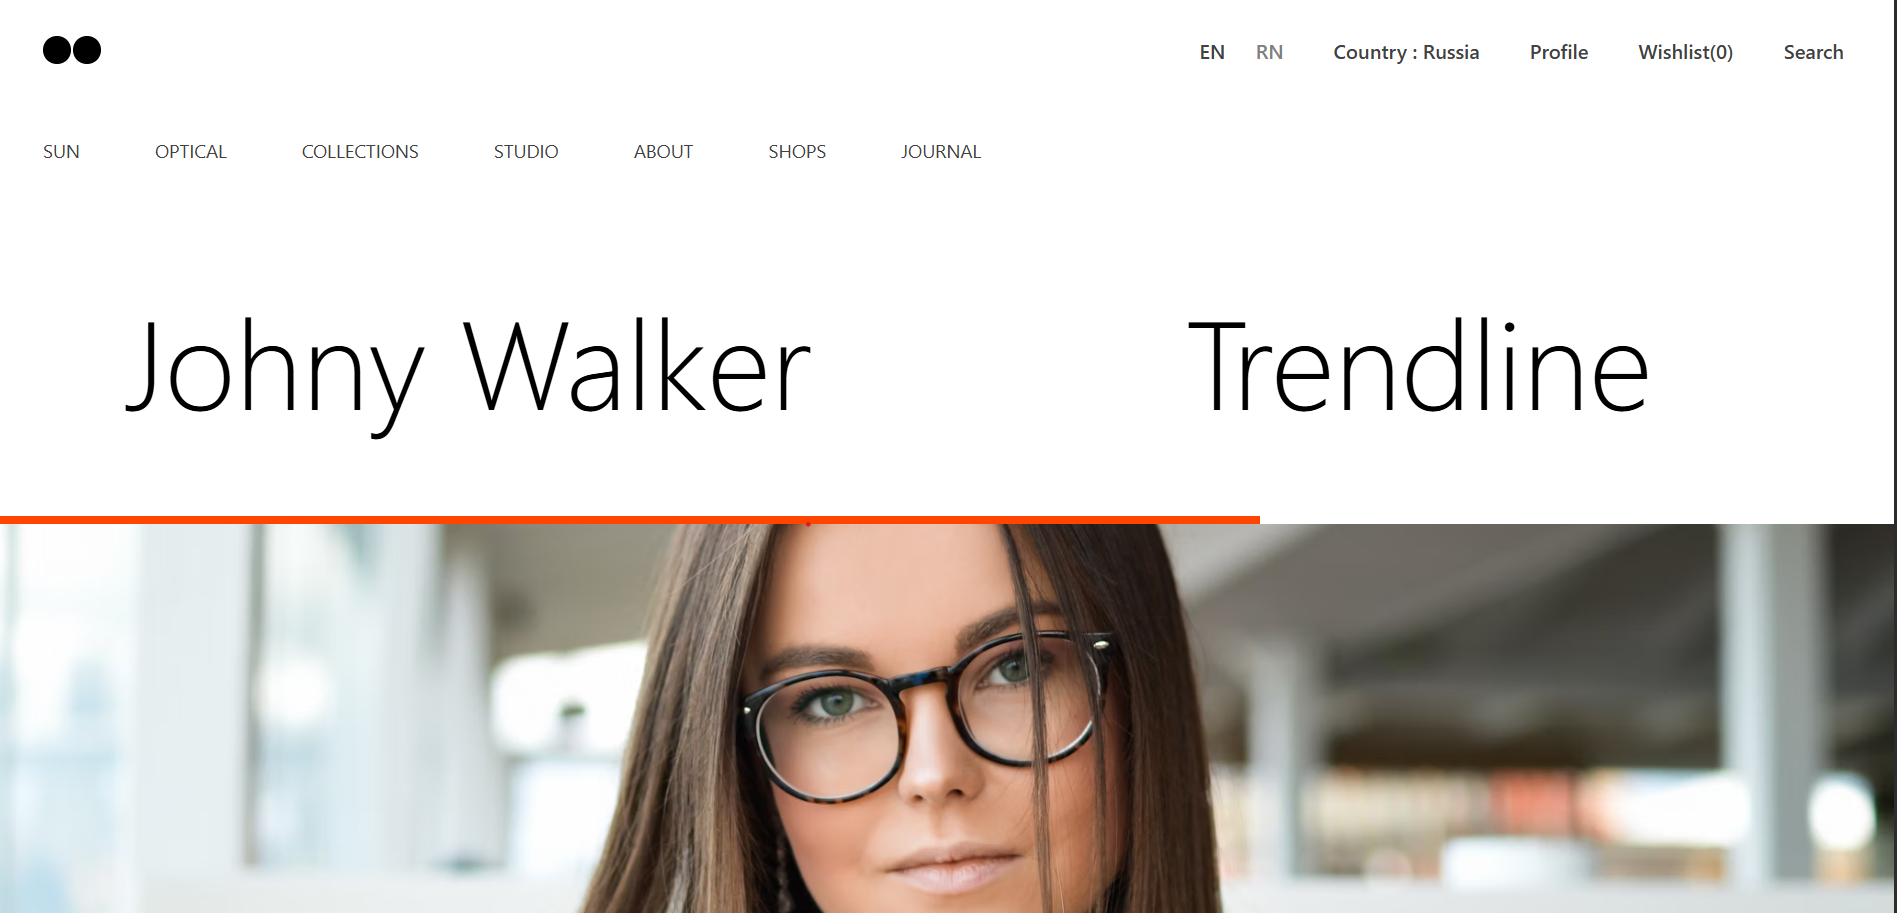 EN RN Country : Russia Profile Wishlist(0) Search
SUN OPTICAL COLLECTIONS STUDIO ABOUT SHOPS JOURNAL
Johny Walker Trendline